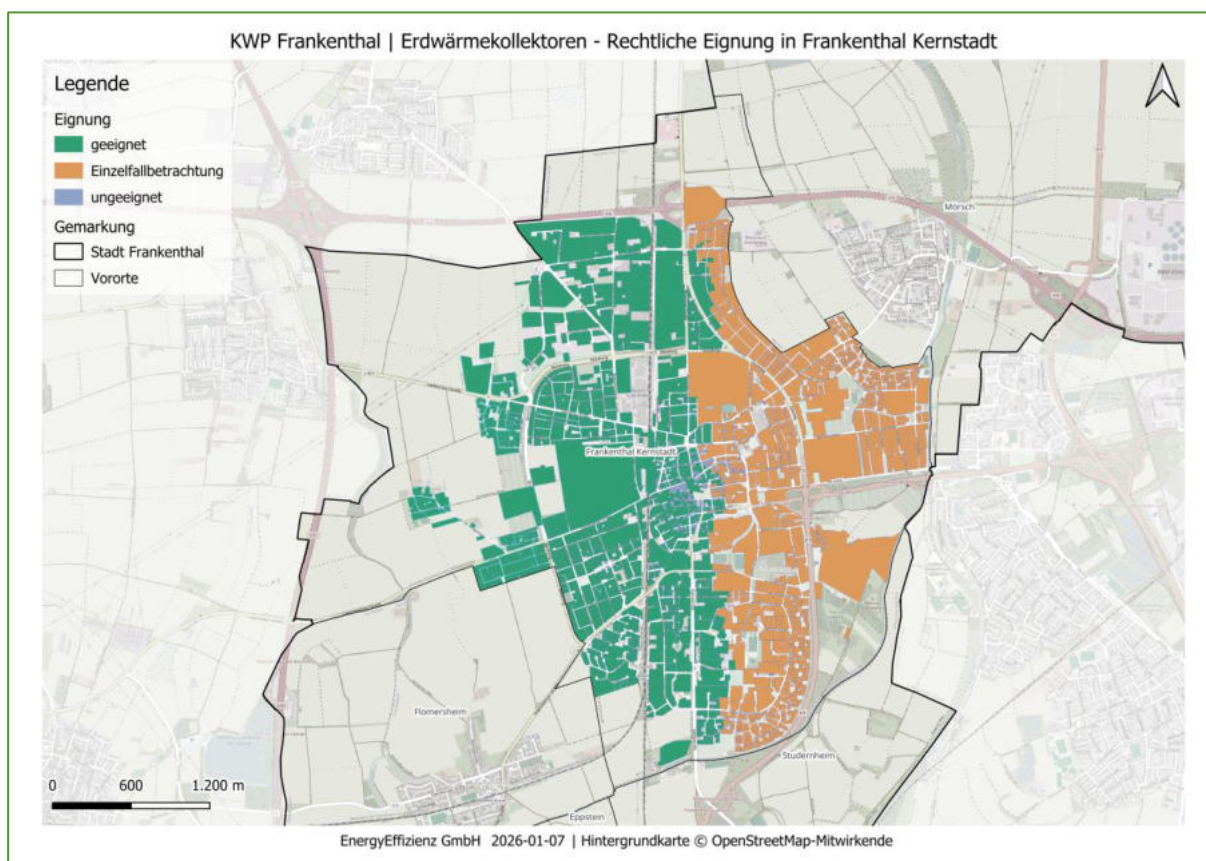 KWP Frankenthal | Erdwärmekollektoren - Rechtliche Eignung in Frankenthal Kernstadt
Legende
Eignung
geeignet
Einzelfallbetrachtung
ungeeignet
Gemarkung
Stadt Frankenthal
Vororte
Mörsch
Frankenthal Kernstadt
Flomersheim
Studernheim
Eppstein
0 600 1.200 m
EnergyEffizienz GmbH 2026-01-07 | Hintergrundkarte © OpenStreetMap-Mitwirkende